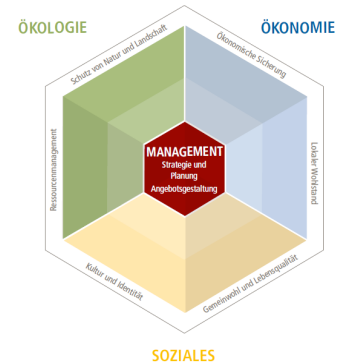 ÖKOLOGIE
ÖKONOMIE
Schutz von Natur und Landschaft
Ökonomische Sicherung
Ressourcenmanagement
MANAGEMENT
Strategie und
Planung
Angebotsgestaltung
Lokaler Wohlstand
Kultur und Identität
Gemeinwohl und Lebensqualität
SOZIALES